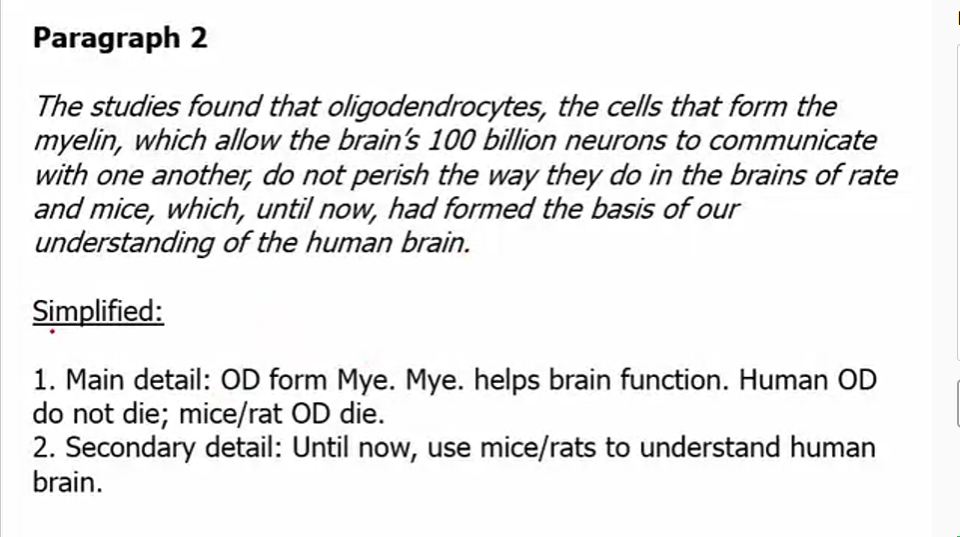 Paragraph 2
The studies found that oligodendrocytes, the cells that form the
myelin, which allow the brain's 100 billion neurons to communicate
with one another, do not perish the way they do in the brains of rate
and mice, which, until now, had formed the basis of our
understanding of the human brain.
Simplified:
1. Main detail: OD form Mye. Mye. helps brain function. Human OD
do not die; mice/rat OD die.
2. Secondary detail: Until now, use mice/rats to understand human
brain.